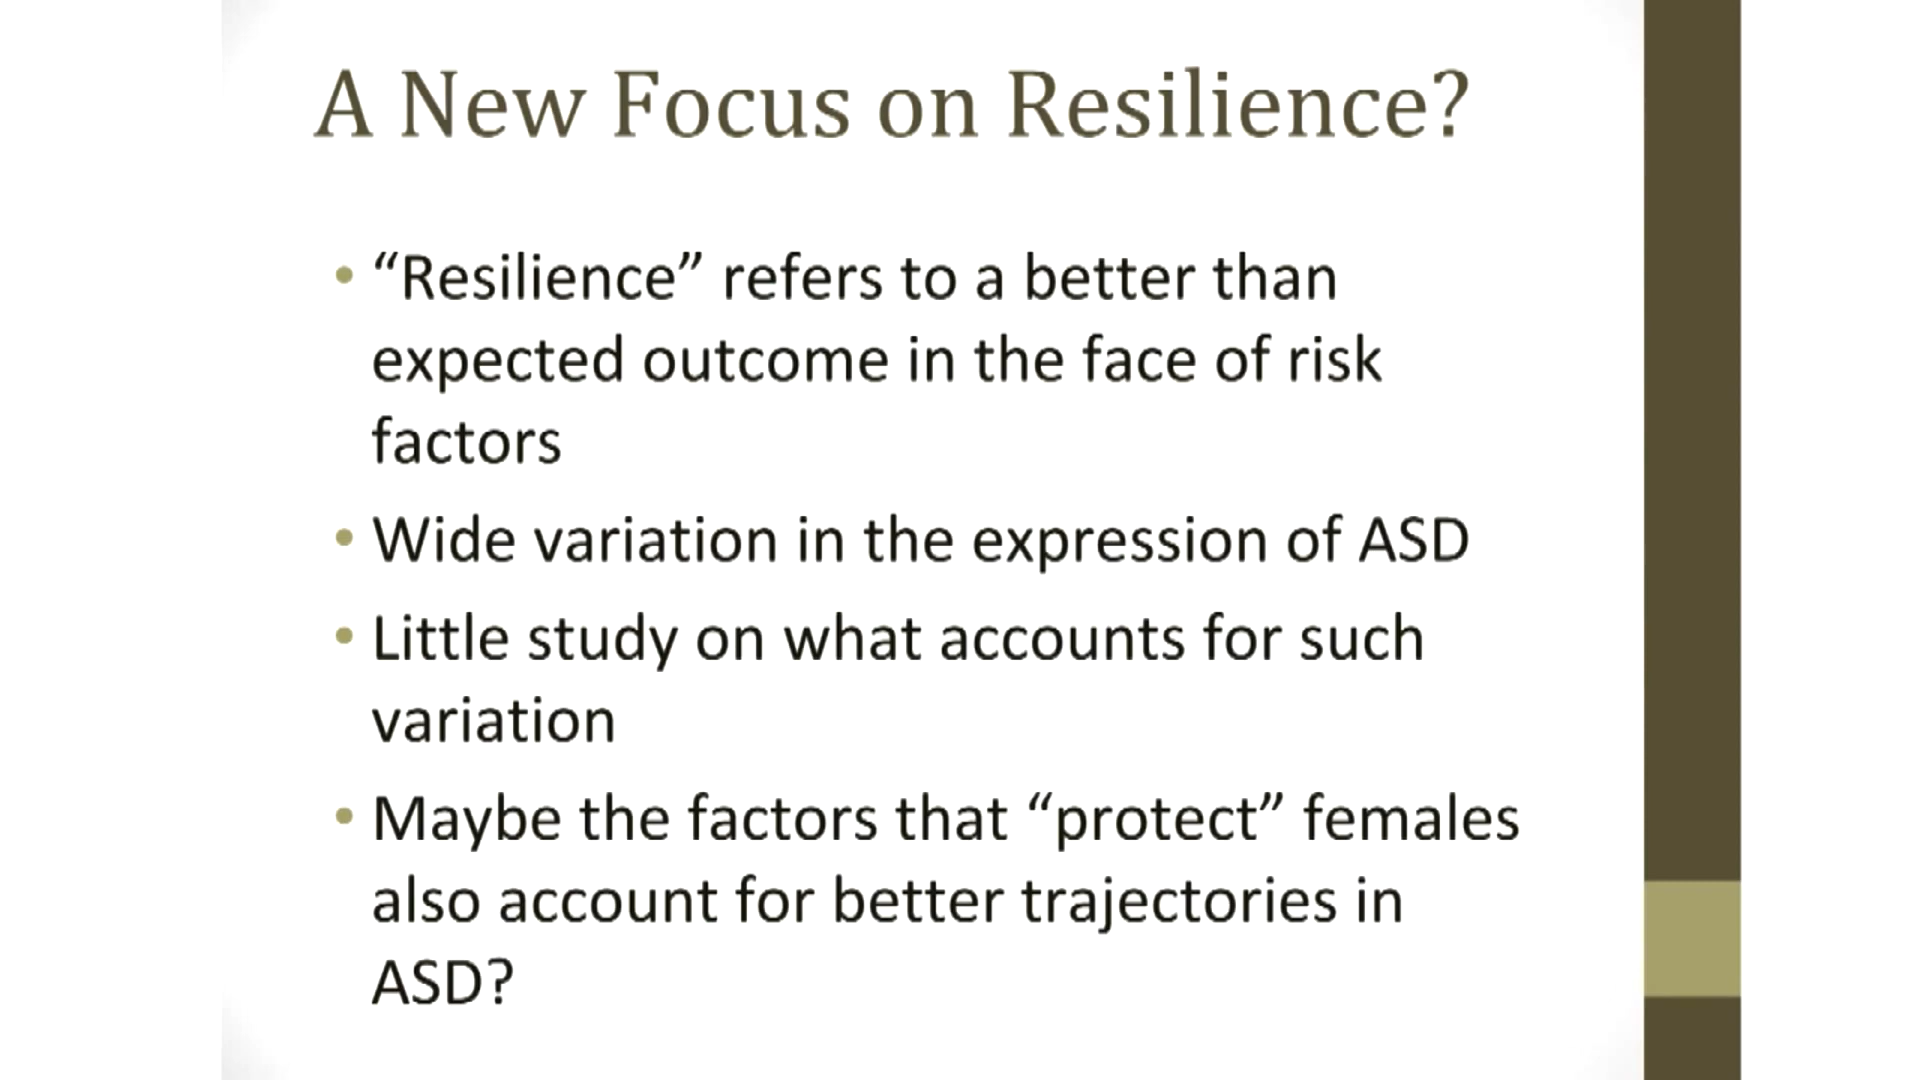 A New Focus on Resilience?
• “Resilience” refers to a better than
expected outcome in the face of risk
factors
• Wide variation in the expression of ASD
• Little study on what accounts for such
variation
• Maybe the factors that “protect” females
also account for better trajectories in
ASD?